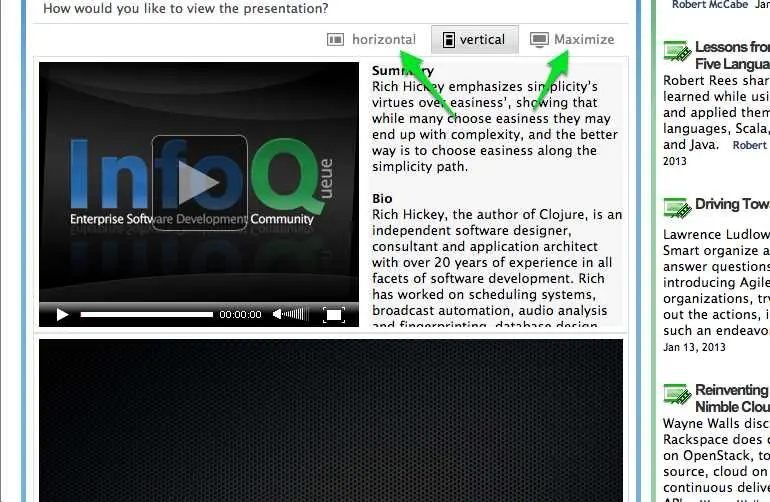 How would you like to view the presentation?
horizontal
vertical
Maximize
InfoQ
ueue
Enterprise Software Development Community
00:00:00
Summary
Rich Hickey emphasizes simplicity's
virtues over easiness', showing that
while many choose easiness they may
end up with complexity, and the better
way is to choose easiness along the
simplicity path.
Bio
Rich Hickey, the author of Clojure, is an
independent software designer,
consultant and application architect
with over 20 years of experience in all
facets of software development. Rich
has worked on scheduling systems,
broadcast automation, audio analysis
and fingerprinting, database design
Robert McCabe Jan
Lessons from
Five Langua
Robert Rees shar
learned while usi
and applied them
languages, Scala,
and Java. Robert
2013
Driving Tow
Lawrence Ludlow
Smart organize a
answer questions
introducing Agile
organizations, try
out the actions, i
such an endeavo
Jan 13, 2013
Reinventing
Nimble Clou
Wayne Walls disc
Rackspace does c
on OpenStack, to
source, cloud on
continuous delive